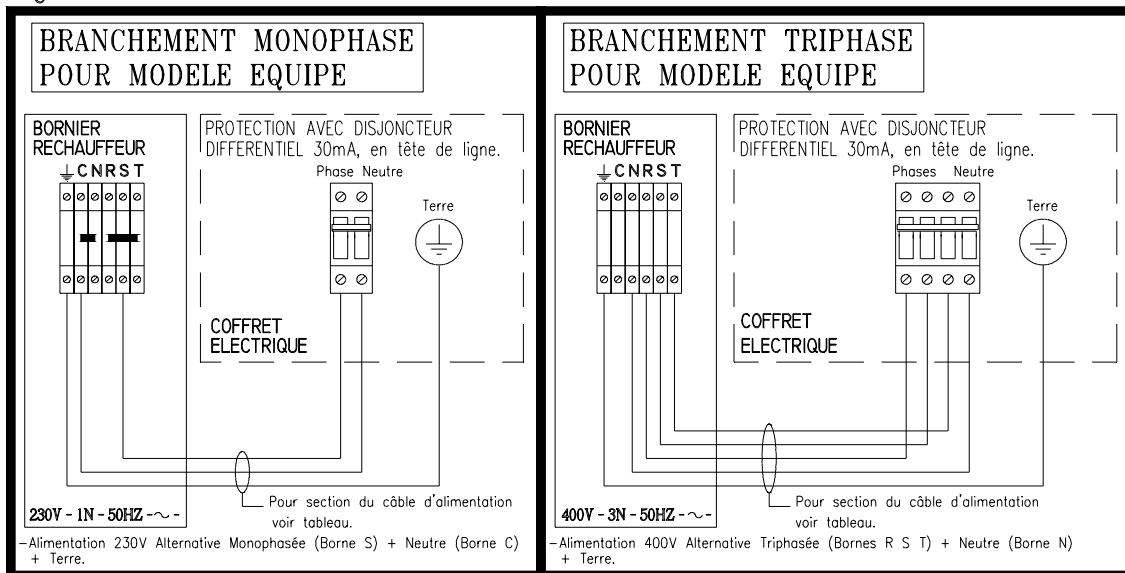 BRANCHEMENT MONOPHASE
POUR MODELE EQUIPE
BORNIER
RECHAUFFEUR
C N R S T
PROTECTION AVEC DISJONCTEUR
DIFFERENTIEL 30mA, en tête de ligne.
Phase Neutre
Terre
COFFRET
ELECTRIQUE
Pour section du câble d'alimentation
voir tableau.
230V - 1N - 50HZ -~-
-Alimentation 230V Alternative Monophasée (Borne S) + Neutre (Borne C)
+ Terre.
BRANCHEMENT TRIPHASE
POUR MODELE EQUIPE
BORNIER
RECHAUFFEUR
C N R S T
PROTECTION AVEC DISJONCTEUR
DIFFERENTIEL 30mA, en tête de ligne.
Phases Neutre
Terre
COFFRET
ELECTRIQUE
Pour section du câble d'alimentation
voir tableau.
400V - 3N - 50HZ -~-
-Alimentation 400V Alternative Triphasée (Bornes R S T) + Neutre (Borne N)
+ Terre.